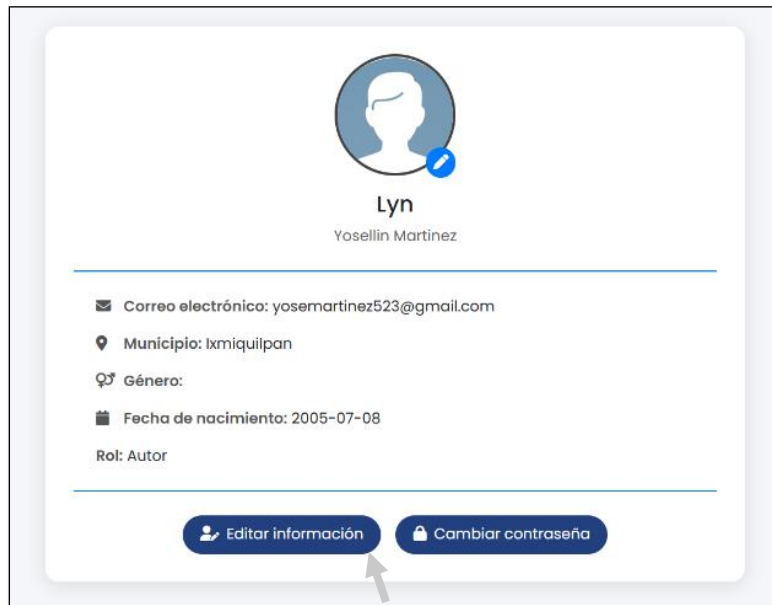 Lyn
Yosellin Martinez
Correo electrónico: yosemartinez523@gmail.com
Municipio: Ixmiquilpan
Género:
Fecha de nacimiento: 2005-07-08
Rol: Autor
Editar información
Cambiar contraseña